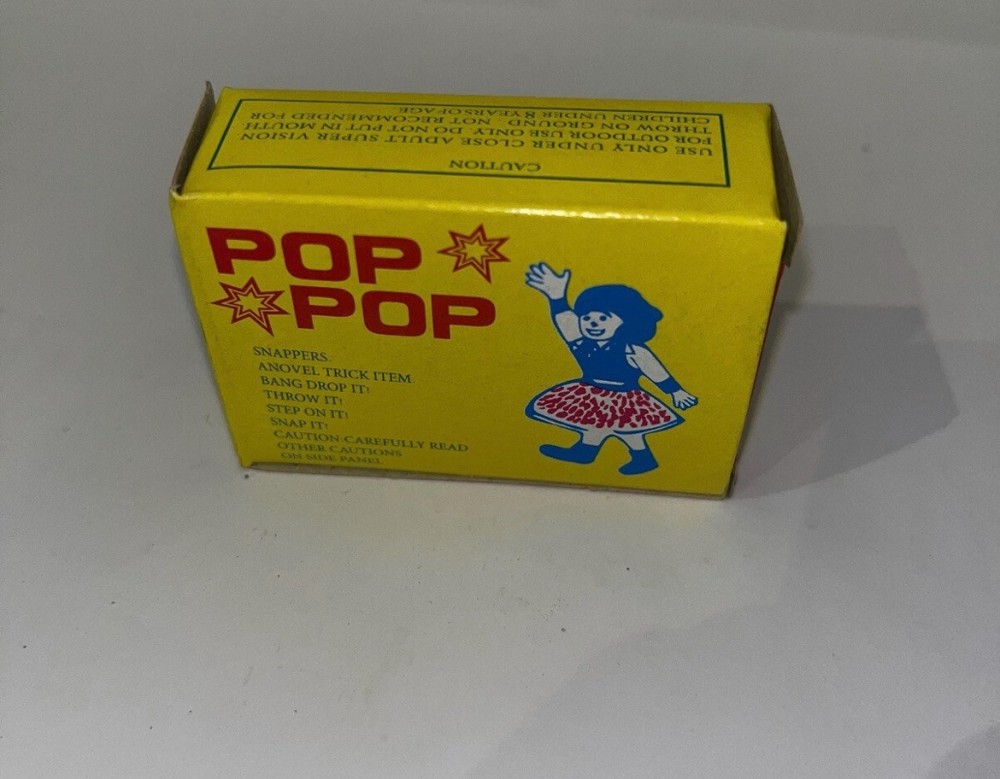 CAUTION
USE ONLY UNDER CLOSE ADULT SUPER VISION
FOR OUTDOOR USE ONLY. DO NOT PUT IN MOUTH
THROW ON GROUND NOT RECOMMENDED FOR
CHILDREN UNDER 8 YEARS OF AGE
POP
POP
SNAPPERS.
ANOVEL TRICK ITEM
BANG DROP IT!
THROW IT!
STEP ON IT!
SNAP IT!
CAUTION-CAREFULLY READ
OTHER CAUTIONS
ON SIDE PANEL